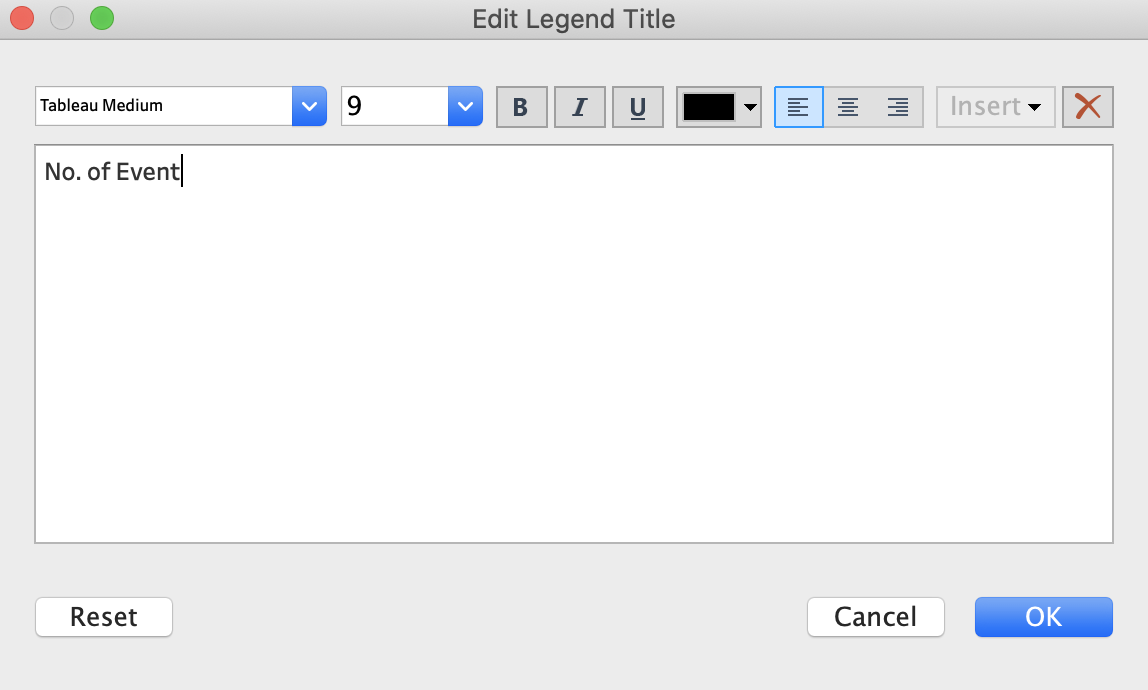 Edit Legend Title
Tableau Medium 9 B I U Insert
No. of Event
Reset Cancel OK